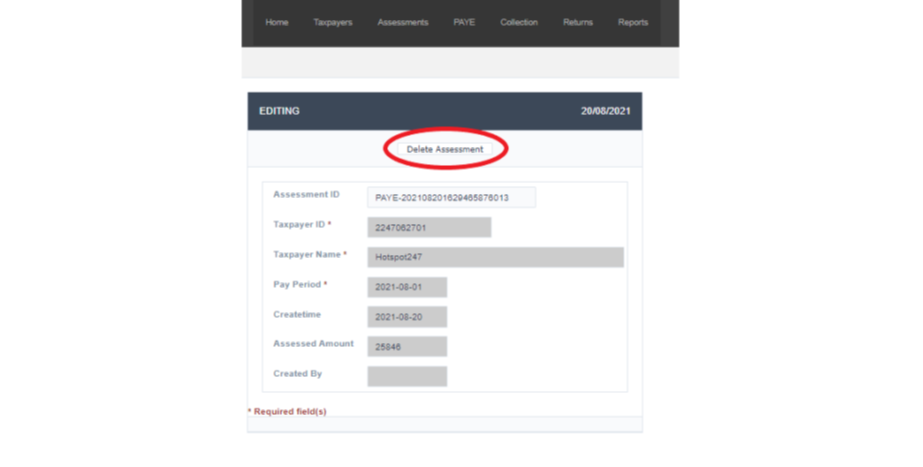 Home Taxpayers Assessments PAYE Collection Returns Reports
EDITING 20/08/2021
Delete Assessment
Assessment ID PAYE-202108201629465876013
Taxpayer ID * 2247062701
Taxpayer Name * Hotspot247
Pay Period * 2021-08-01
Createtime 2021-08-20
Assessed Amount 25846
Created By
* Required field(s)